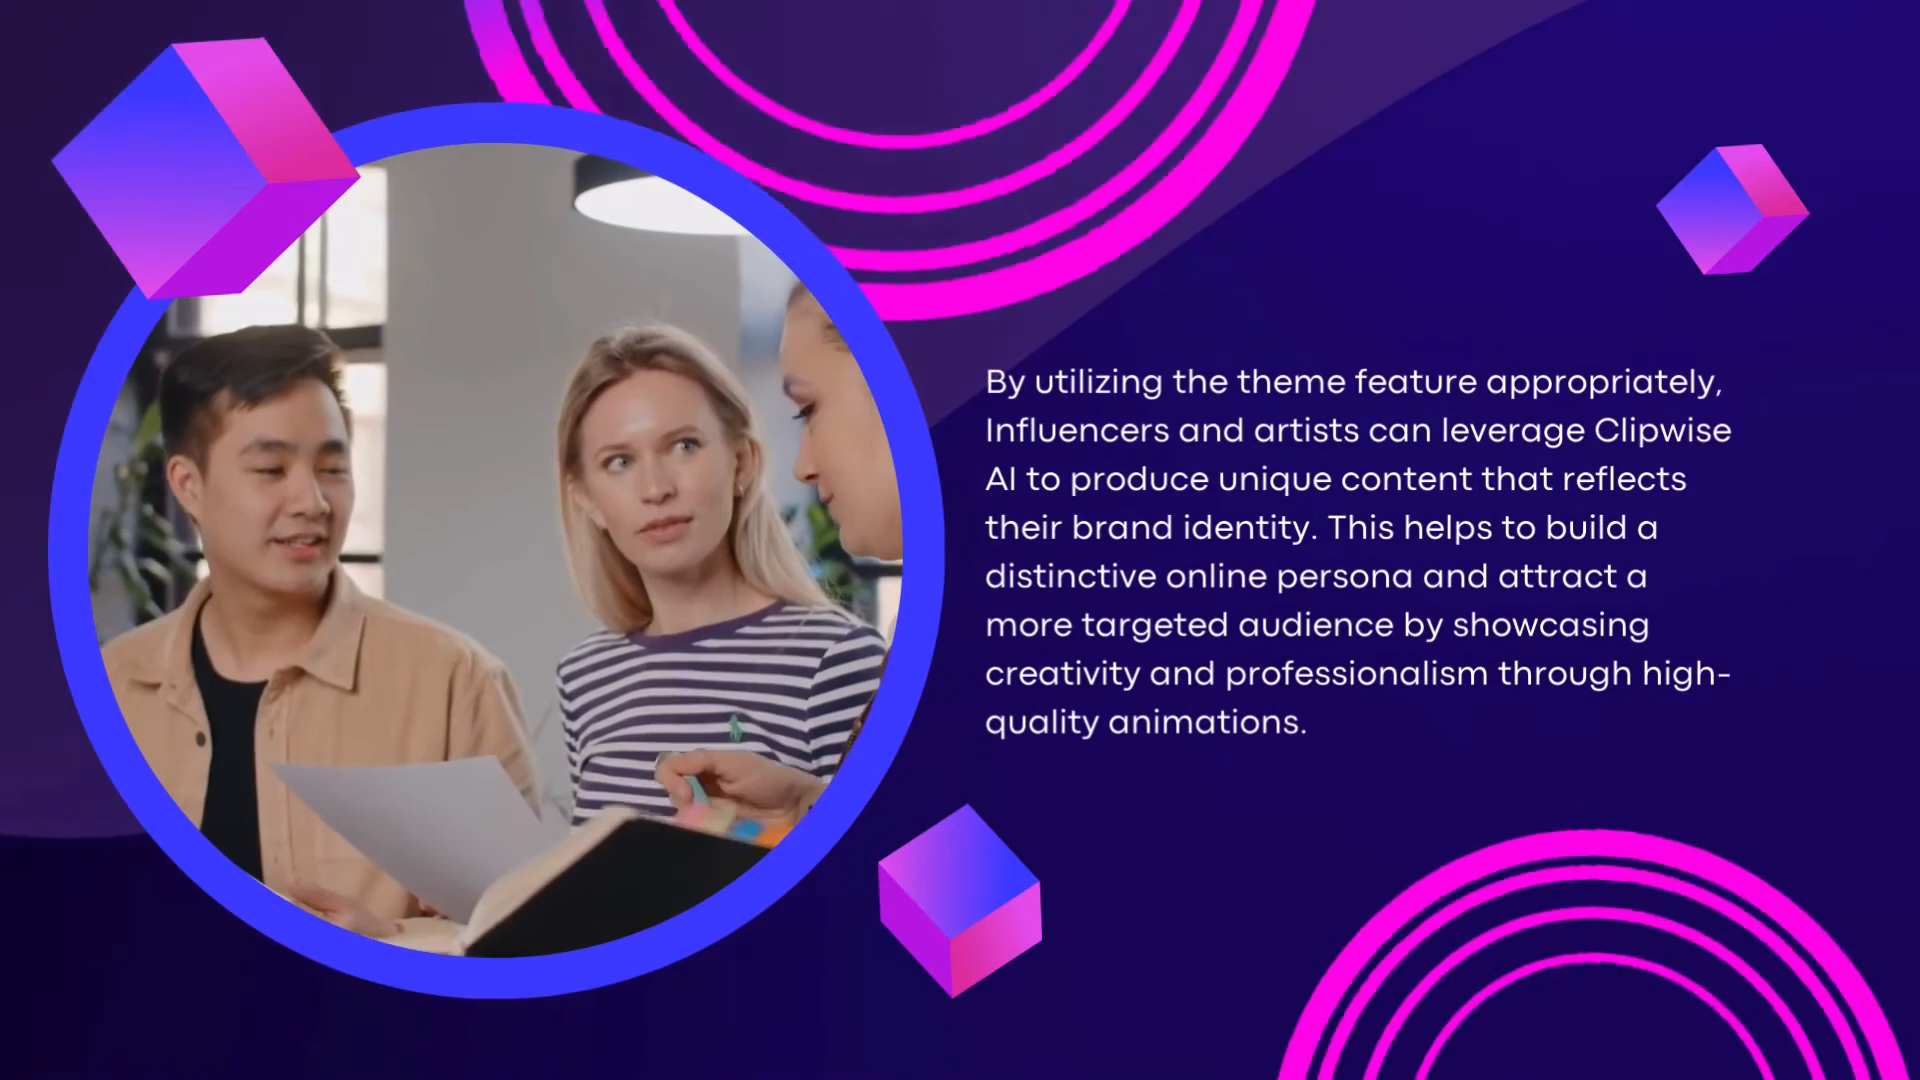 By utilizing the theme feature appropriately,
Influencers and artists can leverage Clipwise
AI to produce unique content that reflects
their brand identity. This helps to build a
distinctive online persona and attract a
more targeted audience by showcasing
creativity and professionalism through high-
quality animations.